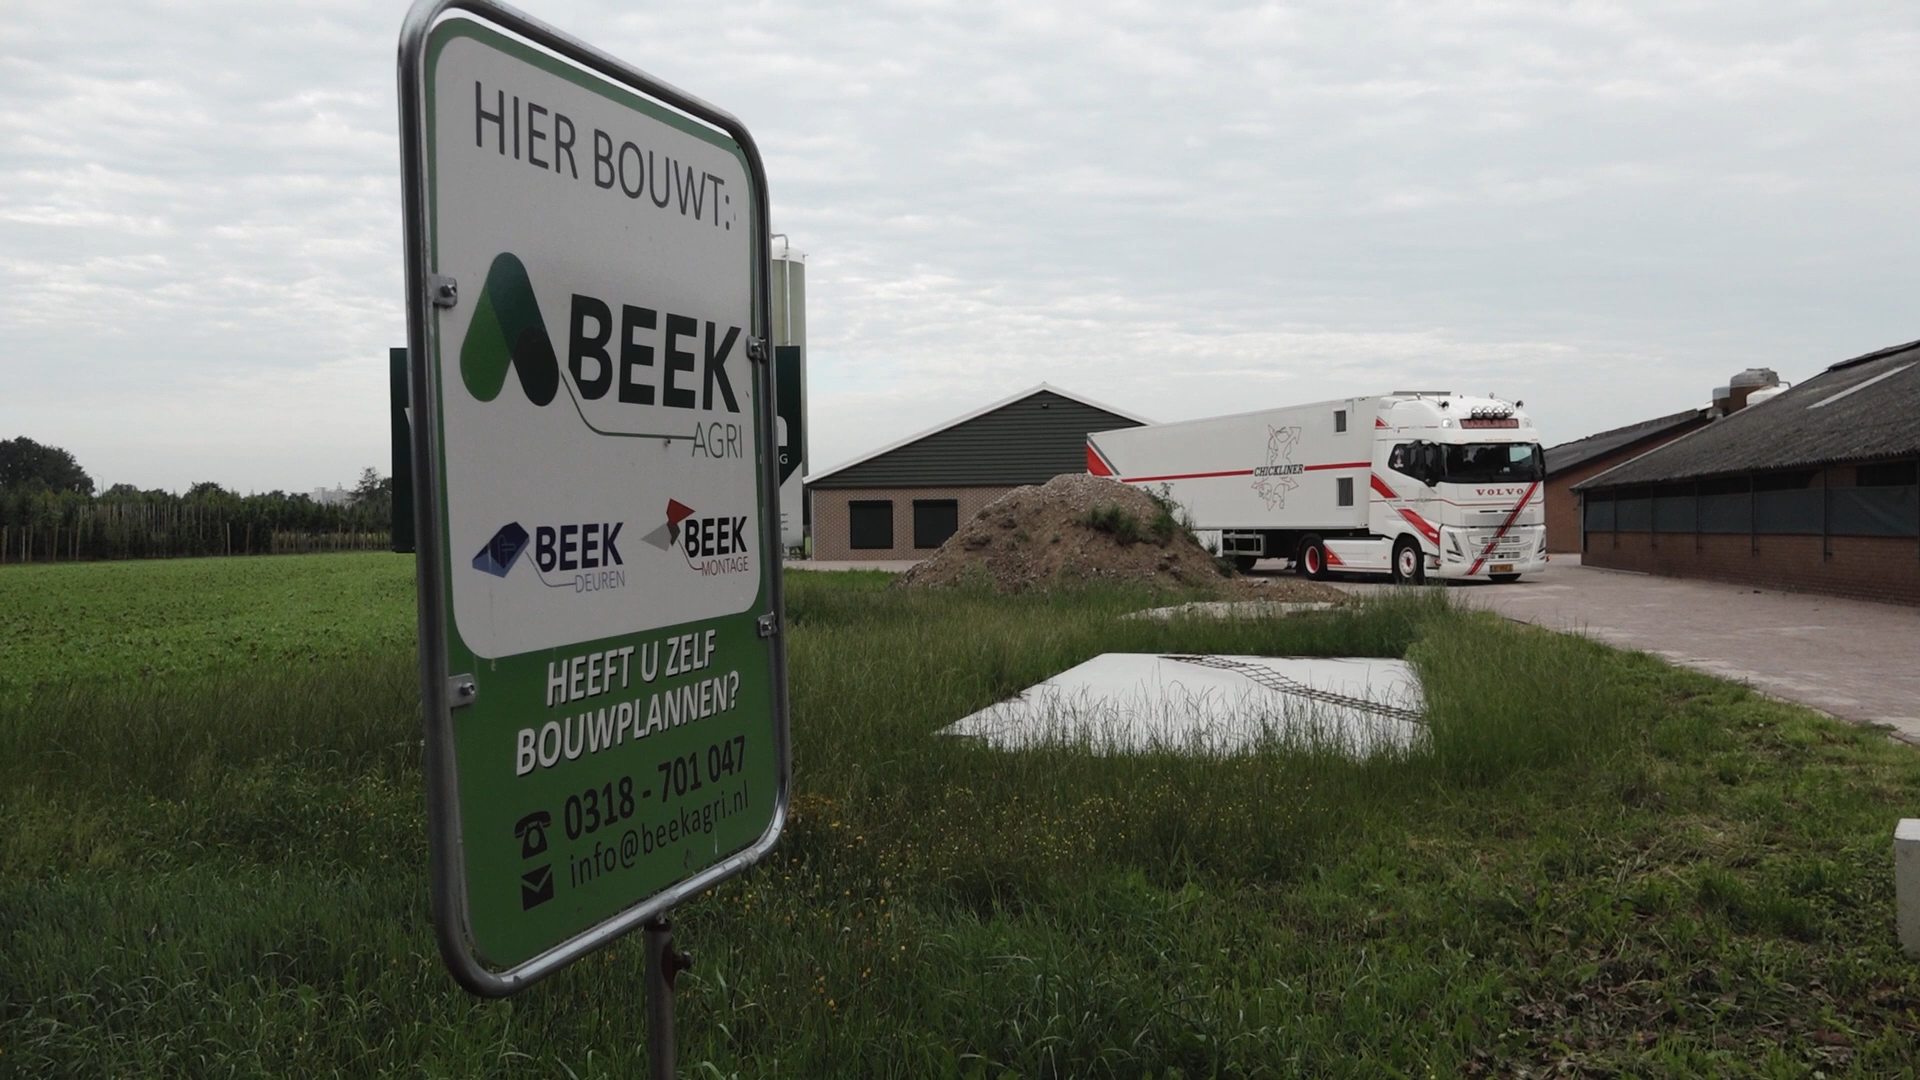 HIER BOUWT:
BEEK
AGRI
BEEK
DEUREN
BEEK
MONTAGE
HEEFT U ZELF
BOUWPLANNEN?
0318 - 701 047
info@beekagri.nl
CHICKLINER
VOLVO